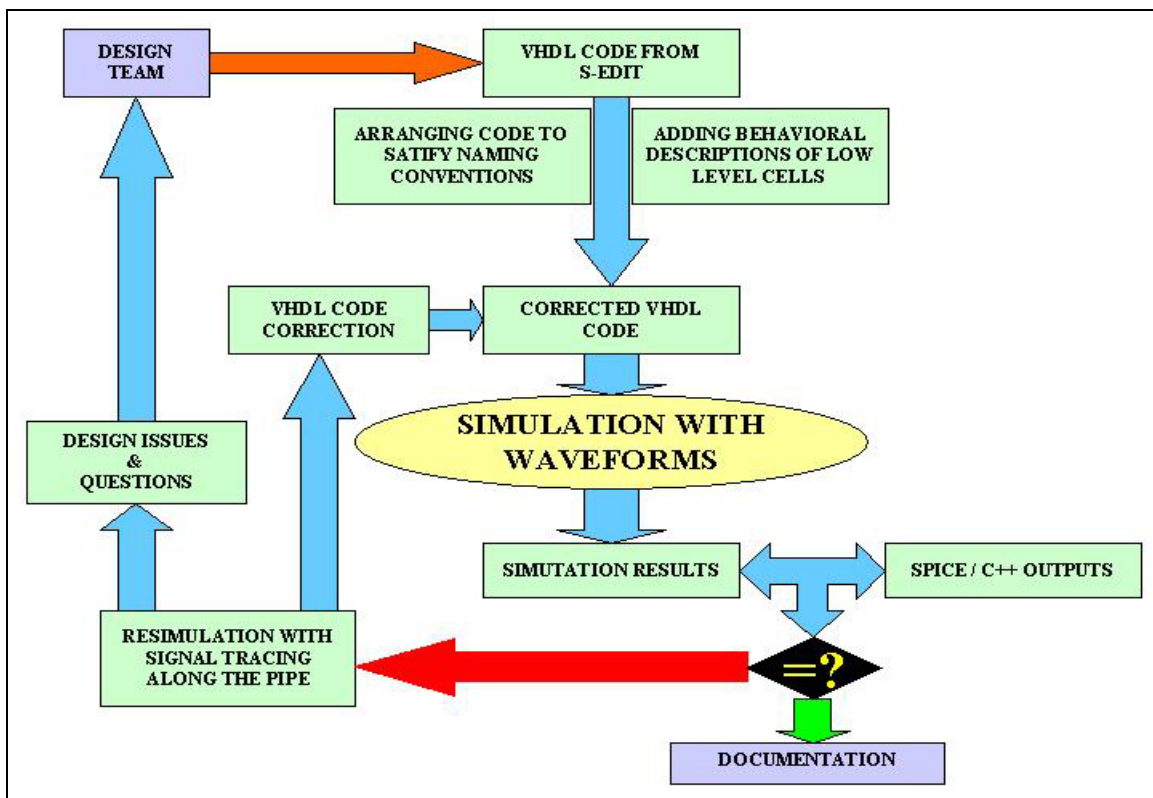 DESIGN
TEAM
VHDL CODE FROM
S-EDIT
ARRANGING CODE TO
SATIFY NAMING
CONVENTIONS
ADDING BEHAVIORAL
DESCRIPTIONS OF LOW
LEVEL CELLS
VHDL CODE
CORRECTION
CORRECTED VHDL
CODE
SIMULATION WITH
WAVEFORMS
DESIGN ISSUES
&
QUESTIONS
SIMUTATION RESULTS
SPICE / C++ OUTPUTS
RESIMULATION WITH
SIGNAL TRACING
ALONG THE PIPE
=?
DOCUMENTATION